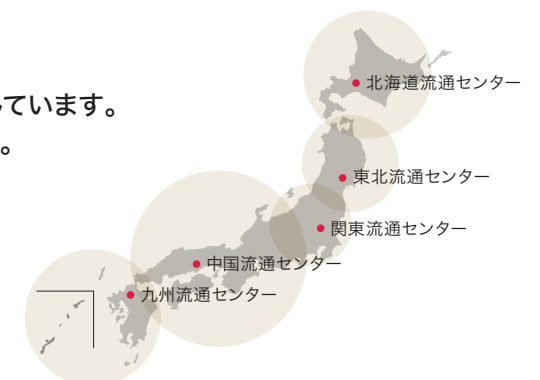 ています。
。
北海道流通センター
東北流通センター
関東流通センター
中国流通センター
九州流通センター